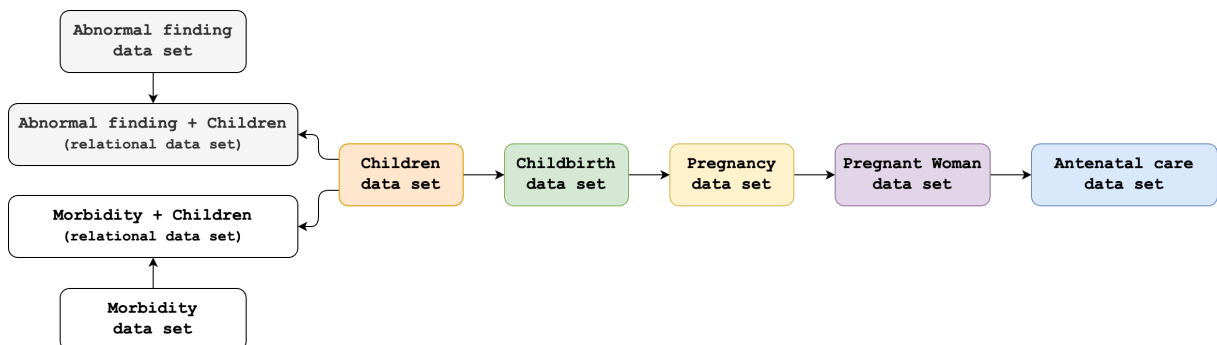 Abnormal finding
data set
Abnormal finding + Children
(relational data set)
Children
data set
Childbirth
data set
Pregnancy
data set
Pregnant Woman
data set
Antenatal care
data set
Morbidity + Children
(relational data set)
Morbidity
data set